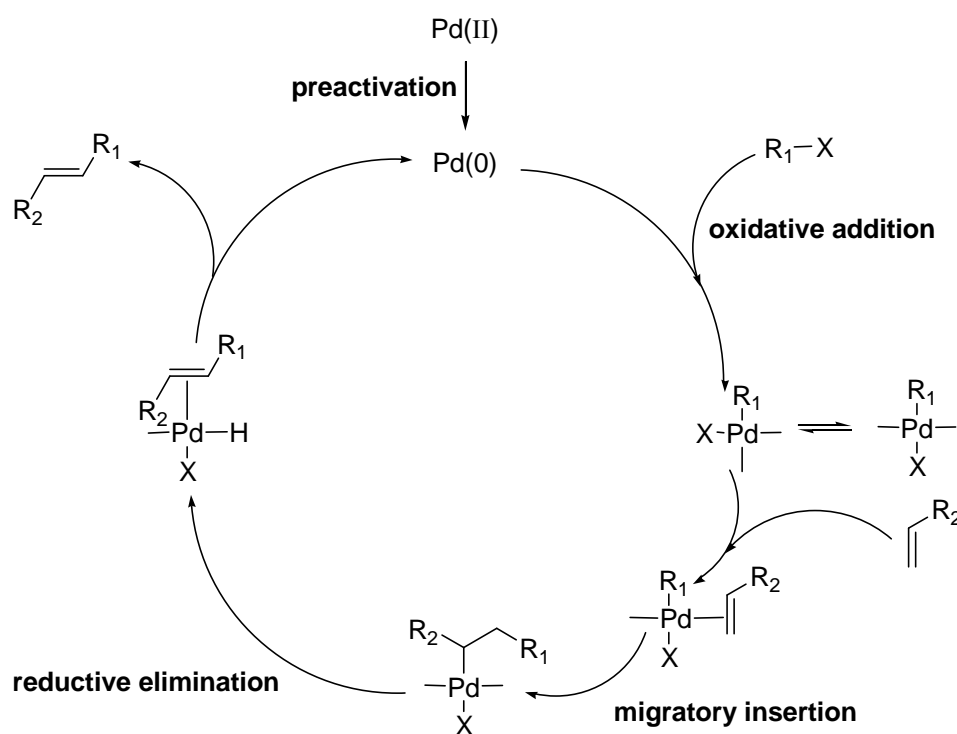 Pd(II)
preactivation
Pd(0)
R1
R2
R1 X
oxidative addition
R1
R2
Pd H
X
R1
X Pd
R1
Pd
X
R2
R1
R2
Pd
X
R2
R1
Pd
X
reductive elimination
migratory insertion